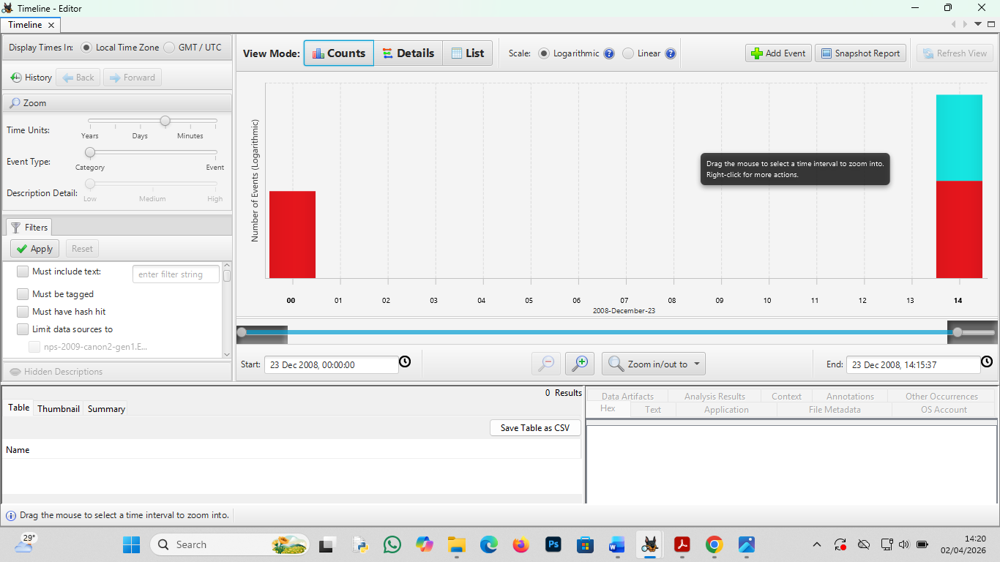 Timeline - Editor
Timeline
Display Times In: Local Time Zone GMT / UTC
History Back Forward
Zoom
Time Units:
Years Days Minutes
Event Type:
Category Event
Description Detail:
Low Medium High
Filters
Apply Reset
Must include text: enter filter string
Must be tagged
Must have hash hit
Limit data sources to
nps-2009-canon2-gen1.E...
Hidden Descriptions
View Mode: Counts Details List Scale: Logarithmic ? Linear ? Add Event Snapshot Report Refresh View
Number of Events (Logarithmic)
Drag the mouse to select a time interval to zoom into.
Right-click for more actions.
00 01 02 03 04 05 06 07 08 09 10 11 12 13 14
2008-December-23
Start: 23 Dec 2008, 00:00:00 Zoom in/out to End: 23 Dec 2008, 14:15:37
0 Results
Table Thumbnail Summary
Save Table as CSV
Name
Data Artifacts Analysis Results Context Annotations Other Occurrences
Hex Text Application File Metadata OS Account
Drag the mouse to select a time interval to zoom into.
29°
Search
Ps
14:20
02/04/2026